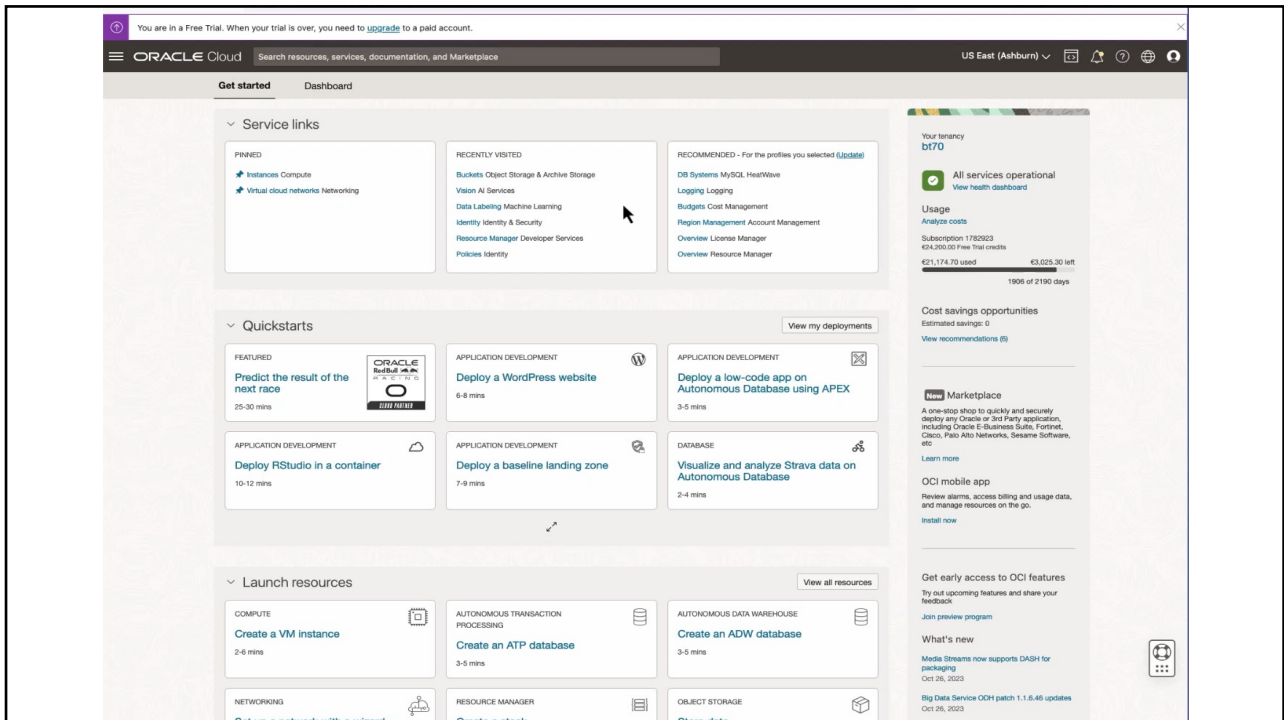 You are in a Free Trial. When your trial is over, you need to upgrade to a paid account.
ORACLE Cloud
Search resources, services, documentation, and Marketplace
US East (Ashburn)
Get started
Dashboard
Service links
PINNED
Instances Compute
Virtual cloud networks Networking
RECENTLY VISITED
Buckets Object Storage & Archive Storage
Vision AI Services
Data Labeling Machine Learning
Identity Identity & Security
Resource Manager Developer Services
Policies Identity
RECOMMENDED - For the profiles you selected (Update)
DB Systems MySQL HeatWave
Logging Logging
Budgets Cost Management
Region Management Account Management
Overview License Manager
Overview Resource Manager
Quickstarts
View my deployments
FEATURED
Predict the result of the
next race
25-30 mins
ORACLE
Red Bull
RACING
CLOUD PARTNER
APPLICATION DEVELOPMENT
Deploy a WordPress website
6-8 mins
APPLICATION DEVELOPMENT
Deploy a low-code app on
Autonomous Database using APEX
3-5 mins
APPLICATION DEVELOPMENT
Deploy RStudio in a container
10-12 mins
APPLICATION DEVELOPMENT
Deploy a baseline landing zone
7-9 mins
DATABASE
Visualize and analyze Strava data on
Autonomous Database
2-4 mins
Launch resources
View all resources
COMPUTE
Create a VM instance
2-6 mins
AUTONOMOUS TRANSACTION
PROCESSING
Create an ATP database
3-5 mins
AUTONOMOUS DATA WAREHOUSE
Create an ADW database
3-5 mins
NETWORKING
Set up a network with a wizard
RESOURCE MANAGER
Create a stack
OBJECT STORAGE
Store data
Your tenancy
bt70
All services operational
View health dashboard
Usage
Analyze costs
Subscription 1782923
€24,200.00 Free Trial credits
€21,174.70 used
€3,025.30 left
1906 of 2190 days
Cost savings opportunities
Estimated savings: 0
View recommendations (6)
New Marketplace
A one-stop shop to quickly and securely
deploy any Oracle or 3rd Party application,
including Oracle E-Business Suite, Fortinet,
Cisco, Palo Alto Networks, Sesame Software,
etc
Learn more
OCI mobile app
Review alarms, access billing and usage data,
and manage resources on the go.
Install now
Get early access to OCI features
Try out upcoming features and share your
feedback
Join preview program
What's new
Media Streams now supports DASH for
packaging
Oct 26, 2023
Big Data Service ODH patch 1.1.6.46 updates
Oct 26, 2023